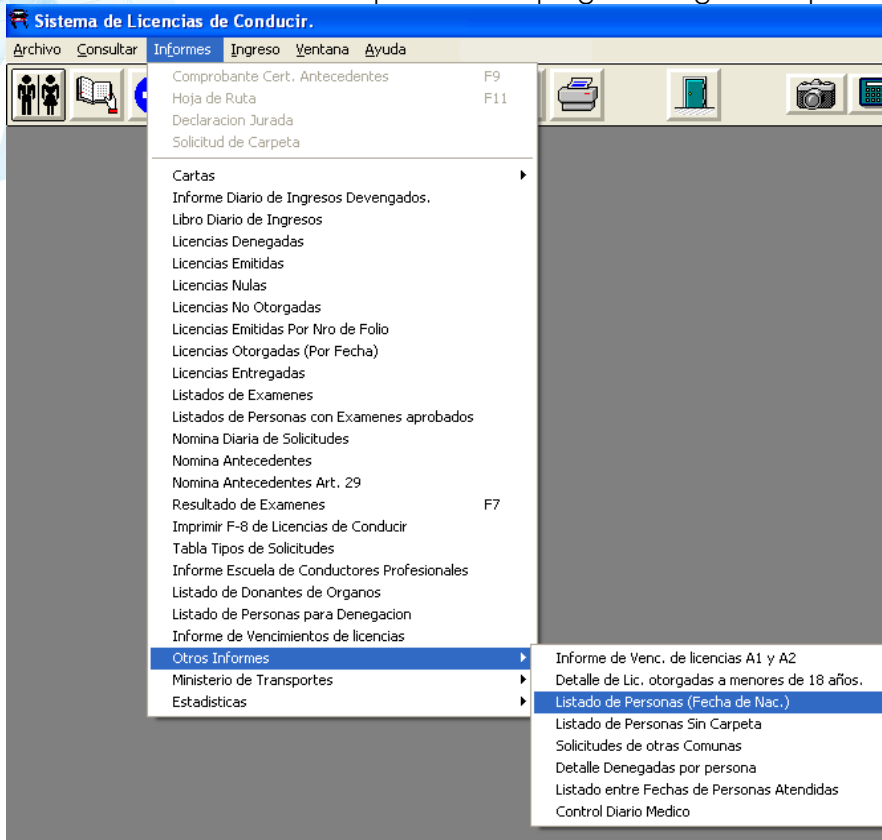 Sistema de Licencias de Conducir.
Archivo Consultar Informes Ingreso Ventana Ayuda
Comprobante Cert. Antecedentes F9
Hoja de Ruta F11
Declaracion Jurada
Solicitud de Carpeta
Cartas
Informe Diario de Ingresos Devengados.
Libro Diario de Ingresos
Licencias Denegadas
Licencias Emitidas
Licencias Nulas
Licencias No Otorgadas
Licencias Emitidas Por Nro de Folio
Licencias Otorgadas (Por Fecha)
Licencias Entregadas
Listados de Examenes
Listados de Personas con Examenes aprobados
Nomina Diaria de Solicitudes
Nomina Antecedentes
Nomina Antecedentes Art. 29
Resultado de Examenes F7
Imprimir F-8 de Licencias de Conducir
Tabla Tipos de Solicitudes
Informe Escuela de Conductores Profesionales
Listado de Donantes de Organos
Listado de Personas para Denegacion
Informe de Vencimientos de licencias
Otros Informes
Ministerio de Transportes
Estadisticas
Informe de Venc. de licencias A1 y A2
Detalle de Lic. otorgadas a menores de 18 años.
Listado de Personas (Fecha de Nac.)
Listado de Personas Sin Carpeta
Solicitudes de otras Comunas
Detalle Denegadas por persona
Listado entre Fechas de Personas Atendidas
Control Diario Medico